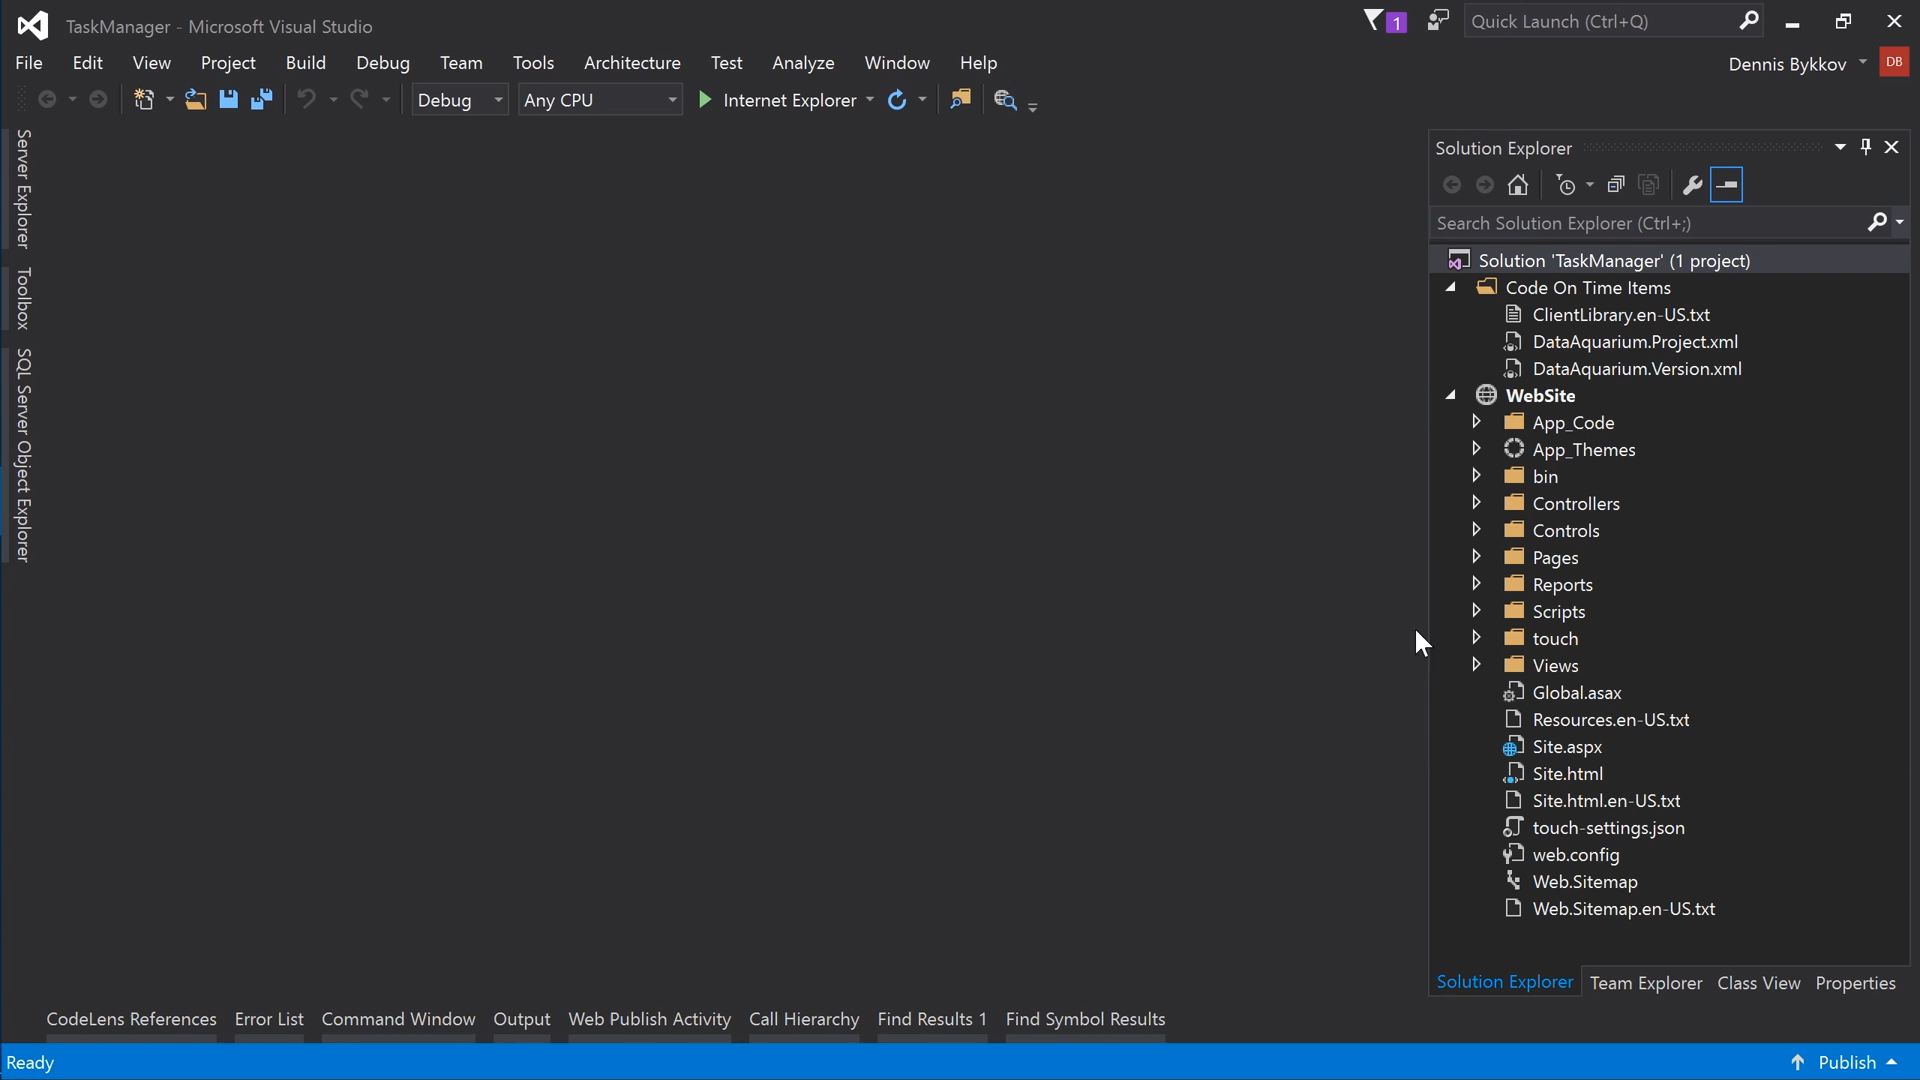 TaskManager - Microsoft Visual Studio
1
Quick Launch (Ctrl+Q)
File Edit View Project Build Debug Team Tools Architecture Test Analyze Window Help
Dennis Bykkov
DB
Debug
Any CPU
Internet Explorer
Server Explorer
Toolbox
SQL Server Object Explorer
Solution Explorer
Search Solution Explorer (Ctrl+;)
Solution 'TaskManager' (1 project)
Code On Time Items
ClientLibrary.en-US.txt
DataAquarium.Project.xml
DataAquarium.Version.xml
WebSite
App_Code
App_Themes
bin
Controllers
Controls
Pages
Reports
Scripts
touch
Views
Global.asax
Resources.en-US.txt
Site.aspx
Site.html
Site.html.en-US.txt
touch-settings.json
web.config
Web.Sitemap
Web.Sitemap.en-US.txt
Solution Explorer Team Explorer Class View Properties
CodeLens References Error List Command Window Output Web Publish Activity Call Hierarchy Find Results 1 Find Symbol Results
Ready
Publish